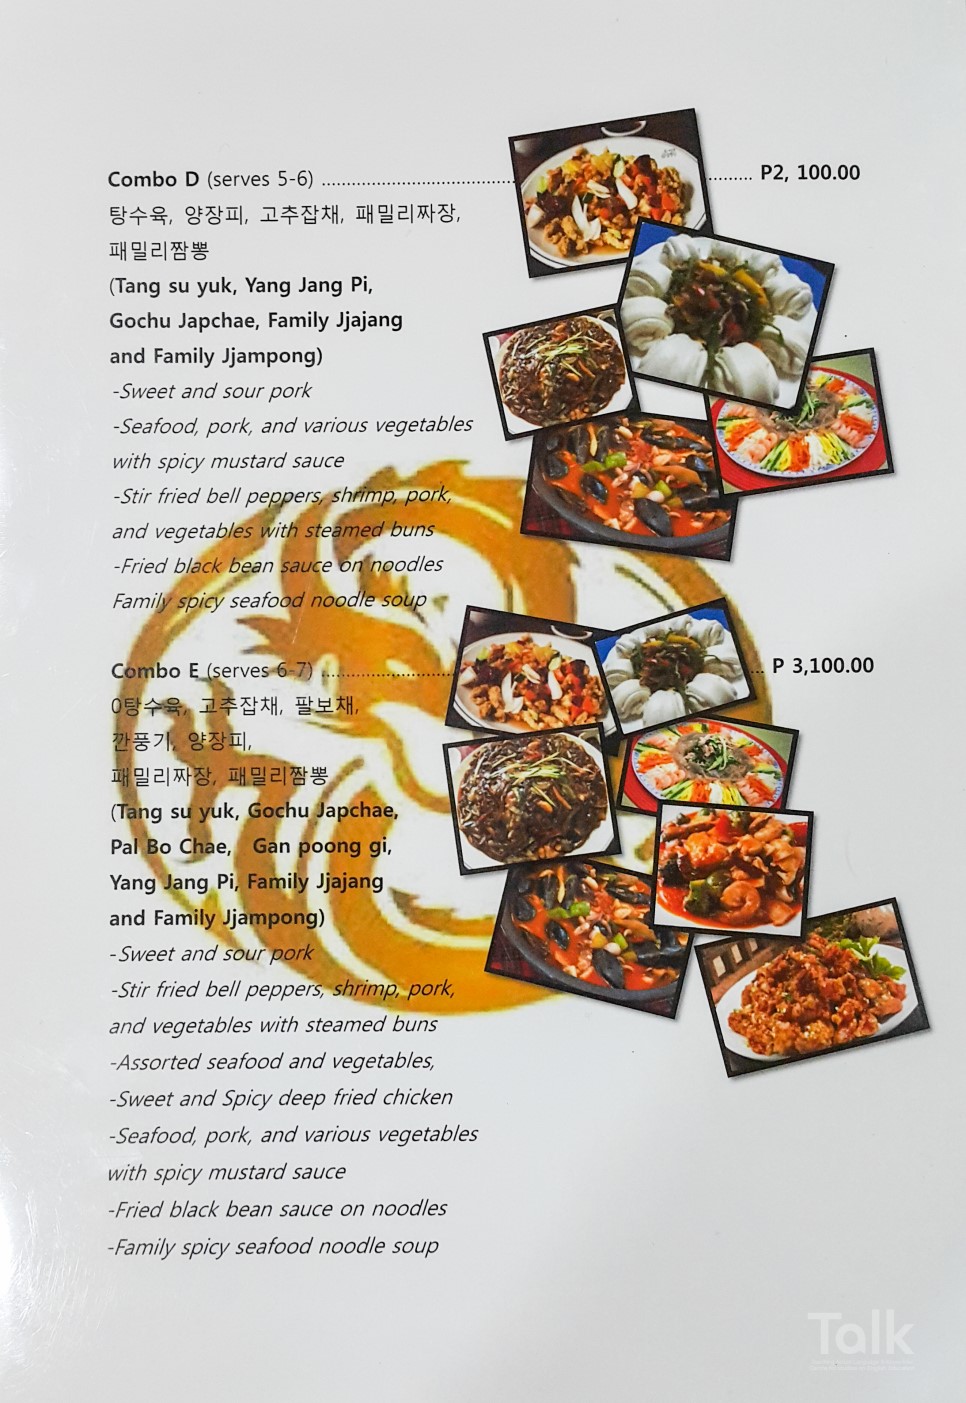 Combo D (serves 5-6) ........................................ P2, 100.00
탕수육, 양장피, 고추잡채, 패밀리짜장,
패밀리짬뽕
(Tang su yuk, Yang Jang Pi,
Gochu Japchae, Family Jjajang
and Family Jjampong)
-Sweet and sour pork
-Seafood, pork, and various vegetables
with spicy mustard sauce
-Stir fried bell peppers, shrimp, pork,
and vegetables with steamed buns
-Fried black bean sauce on noodles
Family spicy seafood noodle soup
Combo E (serves 6-7) ........................... P 3,100.00
0탕수육, 고추잡채, 팔보채,
깐풍기, 양장피,
패밀리짜장, 패밀리짬뽕
(Tang su yuk, Gochu Japchae,
Pal Bo Chae, Gan poong gi,
Yang Jang Pi, Family Jjajang
and Family Jjampong)
-Sweet and sour pork
-Stir fried bell peppers, shrimp, pork,
and vegetables with steamed buns
-Assorted seafood and vegetables,
-Sweet and Spicy deep fried chicken
-Seafood, pork, and various vegetables
with spicy mustard sauce
-Fried black bean sauce on noodles
-Family spicy seafood noodle soup
Talk